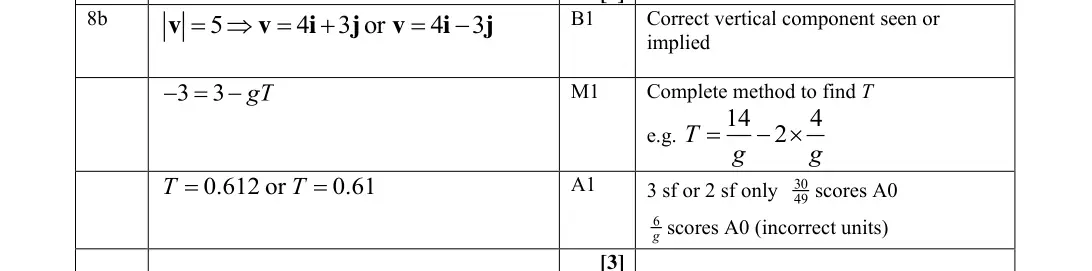 8b |v| = 5 ⇒ v = 4i + 3j or v = 4i − 3j B1 Correct vertical component seen or
implied
−3 = 3 − gT M1 Complete method to find T
e.g. T = 14/g − 2 × 4/g
T = 0.612 or T = 0.61 A1 3 sf or 2 sf only 30/49 scores A0
6/g scores A0 (incorrect units)
[3]